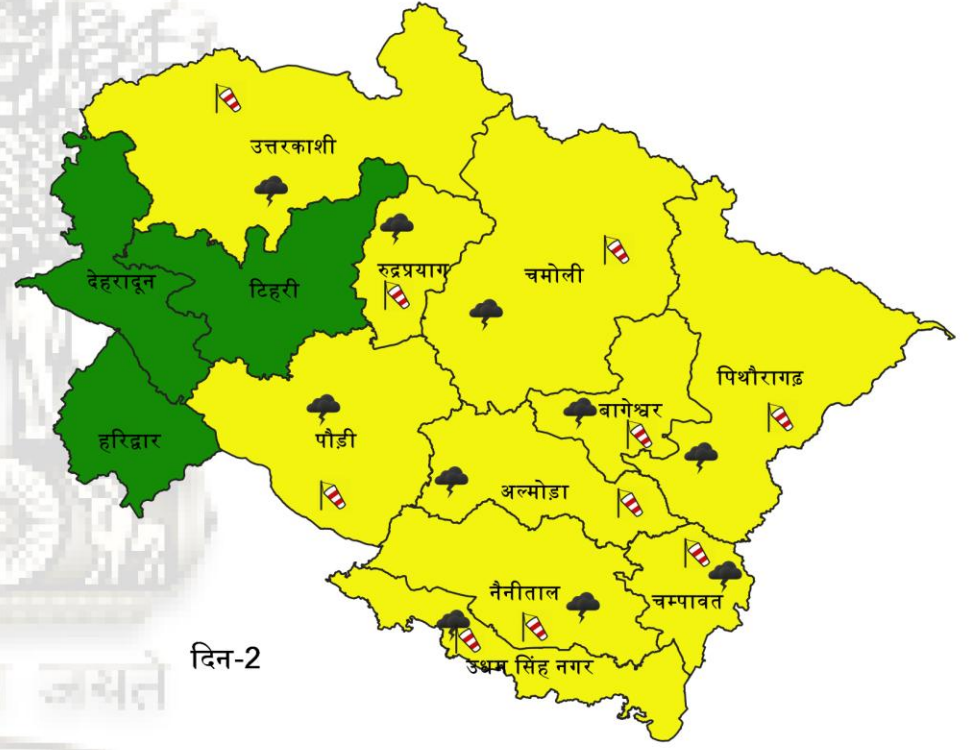 उत्तरकाशी
देहरादून
टिहरी
रुद्रप्रयाग
चमोली
हरिद्वार
पौड़ी
बागेश्वर
पिथौरागढ़
अल्मोड़ा
नैनीताल
चम्पावत
उधम सिंह नगर
दिन-2